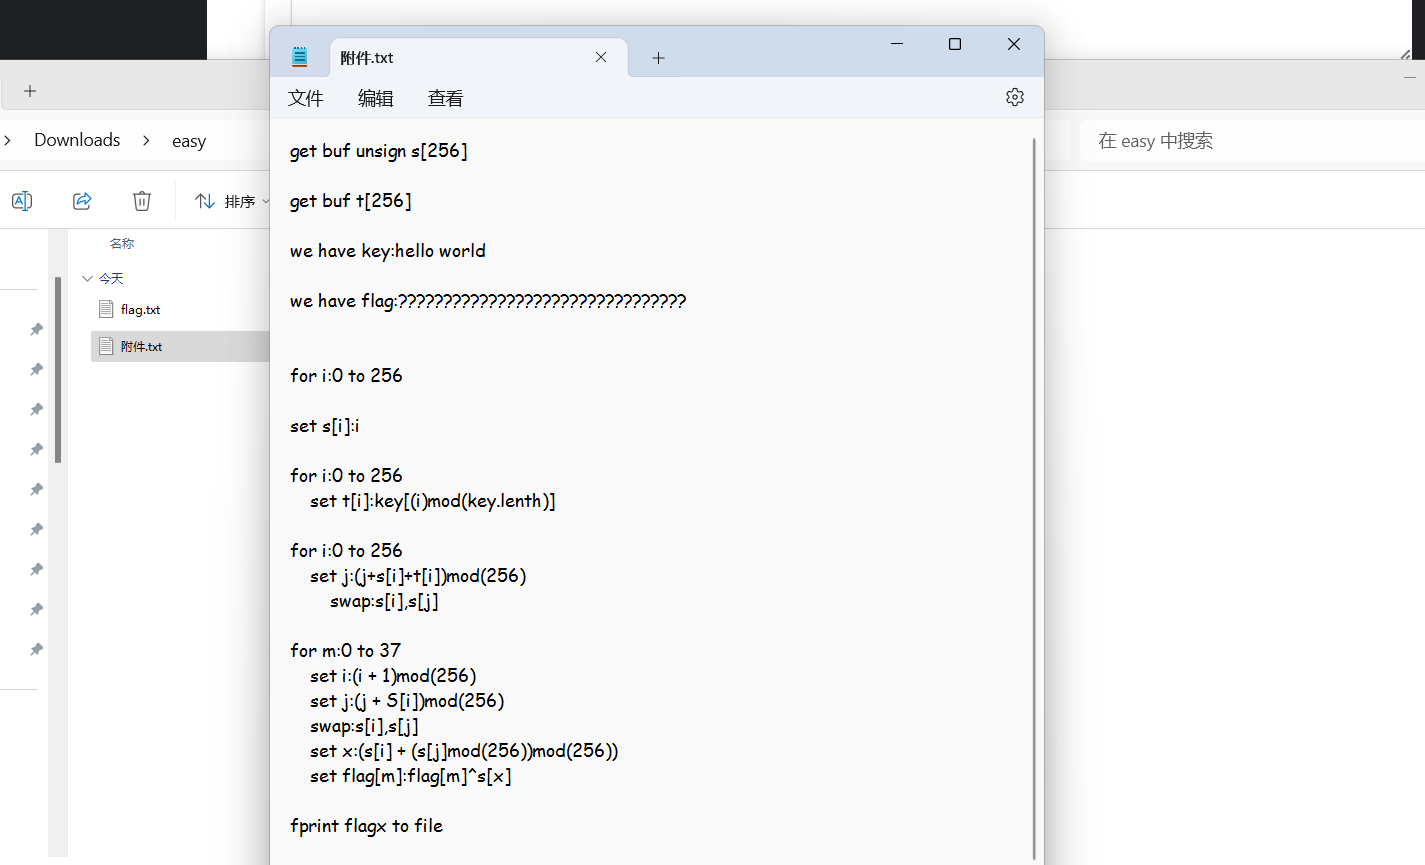 附件.txt
文件 编辑 查看
Downloads
easy
在 easy 中搜索
排序
名称
今天
flag.txt
附件.txt
get buf unsign s[256]
get buf t[256]
we have key:hello world
we have flag:????????????????????????????????
for i:0 to 256
set s[i]:i
for i:0 to 256
set t[i]:key[(i)mod(key.lenth)]
for i:0 to 256
set j:(j+s[i]+t[i])mod(256)
swap:s[i],s[j]
for m:0 to 37
set i:(i + 1)mod(256)
set j:(j + S[i])mod(256)
swap:s[i],s[j]
set x:(s[i] + (s[j]mod(256))mod(256))
set flag[m]:flag[m]^s[x]
fprint flagx to file